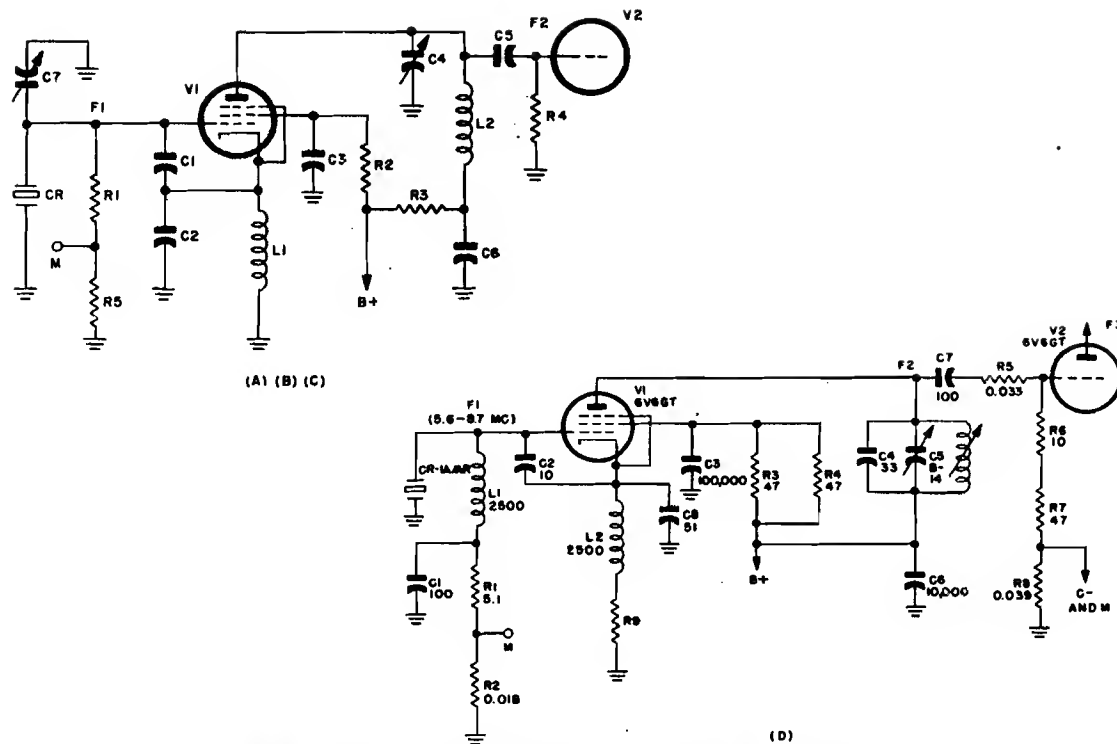 C7
F1
CR
R1
M
R5
C1
C2
V1
L1
C3
R2
R3
B+
C4
L2
C6
C5
F2
R4
V2
(A) (B) (C)
F1
(5.6-8.7 MC)
CR-1A/AR
L1
2500
C1
100
R1
5.1
M
R2
0.018
C2
10
V1
6V6GT
L2
2500
R9
C8
51
C3
100,000
R3
47
R4
47
B+
F2
C4
33
C5
8-
14
C6
10,000
C7
100
R5
0.033
V2
6V6GT
F3
R6
10
R7
47
R8
0.039
C-
AND M
(D)